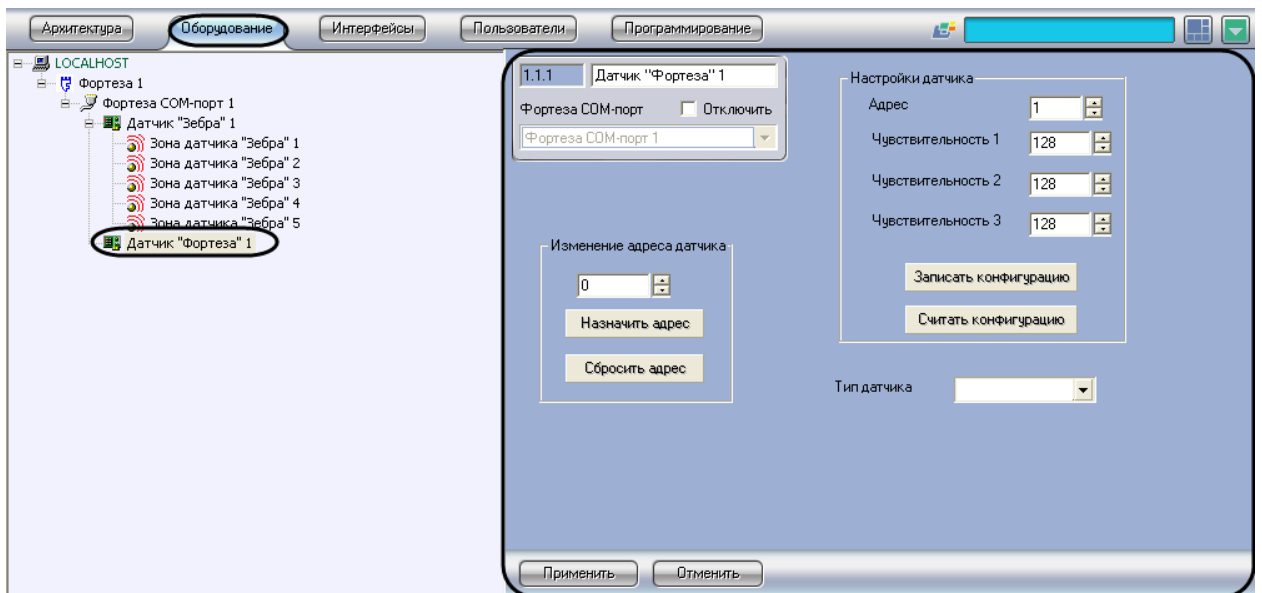 Архитектура
Оборудование
Интерфейсы
Пользователи
Программирование
LOCALHOST
Фортеза 1
Фортеза COM-порт 1
Датчик "Зебра" 1
Зона датчика "Зебра" 1
Зона датчика "Зебра" 2
Зона датчика "Зебра" 3
Зона датчика "Зебра" 4
Зона датчика "Зебра" 5
Датчик "Фортеза" 1
1.1.1
Датчик "Фортеза" 1
Фортеза COM-порт
Отключить
Фортеза COM-порт 1
Изменение адреса датчика
0
Назначить адрес
Сбросить адрес
Настройки датчика
Адрес
1
Чувствительность 1
128
Чувствительность 2
128
Чувствительность 3
128
Записать конфигурацию
Считать конфигурацию
Тип датчика
Применить
Отменить